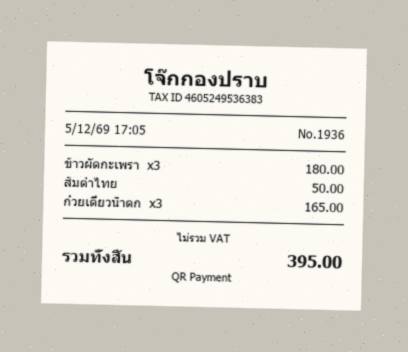 โจ๊กกองปราบ
TAX ID 4605249536383
5/12/69 17:05 No.1936
ข้าวผัดกะเพรา x3 180.00
ส้มตำไทย 50.00
ก๋วยเตี๋ยวน้ำตก x3 165.00
ไม่รวม VAT
รวมทั้งสิ้น 395.00
QR Payment